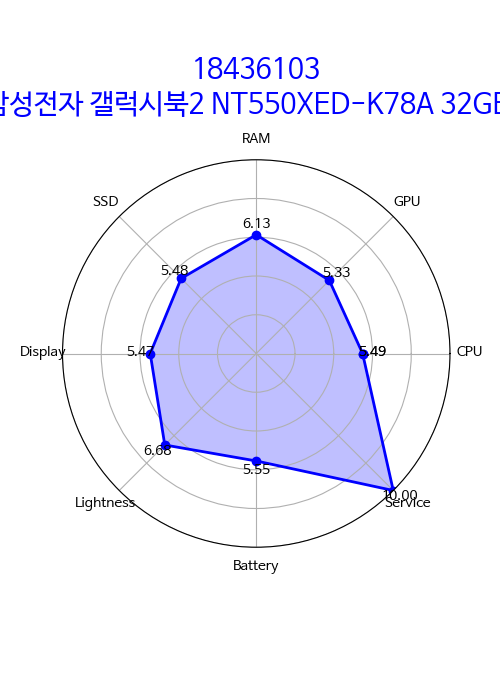 18436103
삼성전자 갤럭시북2 NT550XED-K78A 32GB
RAM
SSD
GPU
6.13
5.48
5.33
Display
5.47
5.49
CPU
6.68
5.55
10.00
Lightness
Service
Battery